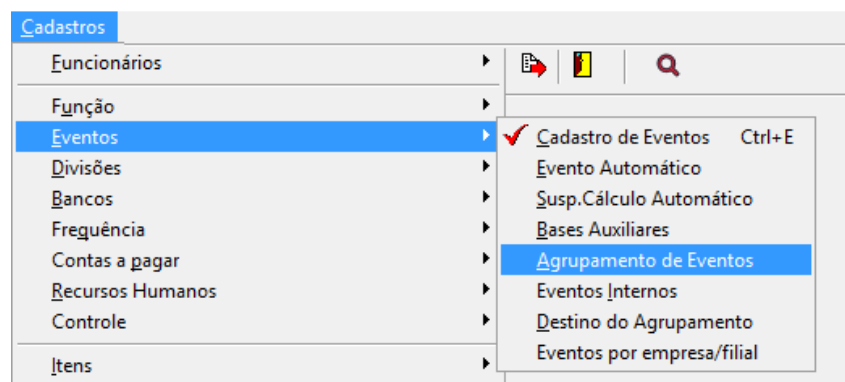 Cadastros
Funcionários
Função
Eventos
Divisões
Bancos
Frequência
Contas a pagar
Recursos Humanos
Controle
Itens
Cadastro de Eventos Ctrl+E
Evento Automático
Susp.Cálculo Automático
Bases Auxiliares
Agrupamento de Eventos
Eventos Internos
Destino do Agrupamento
Eventos por empresa/filial